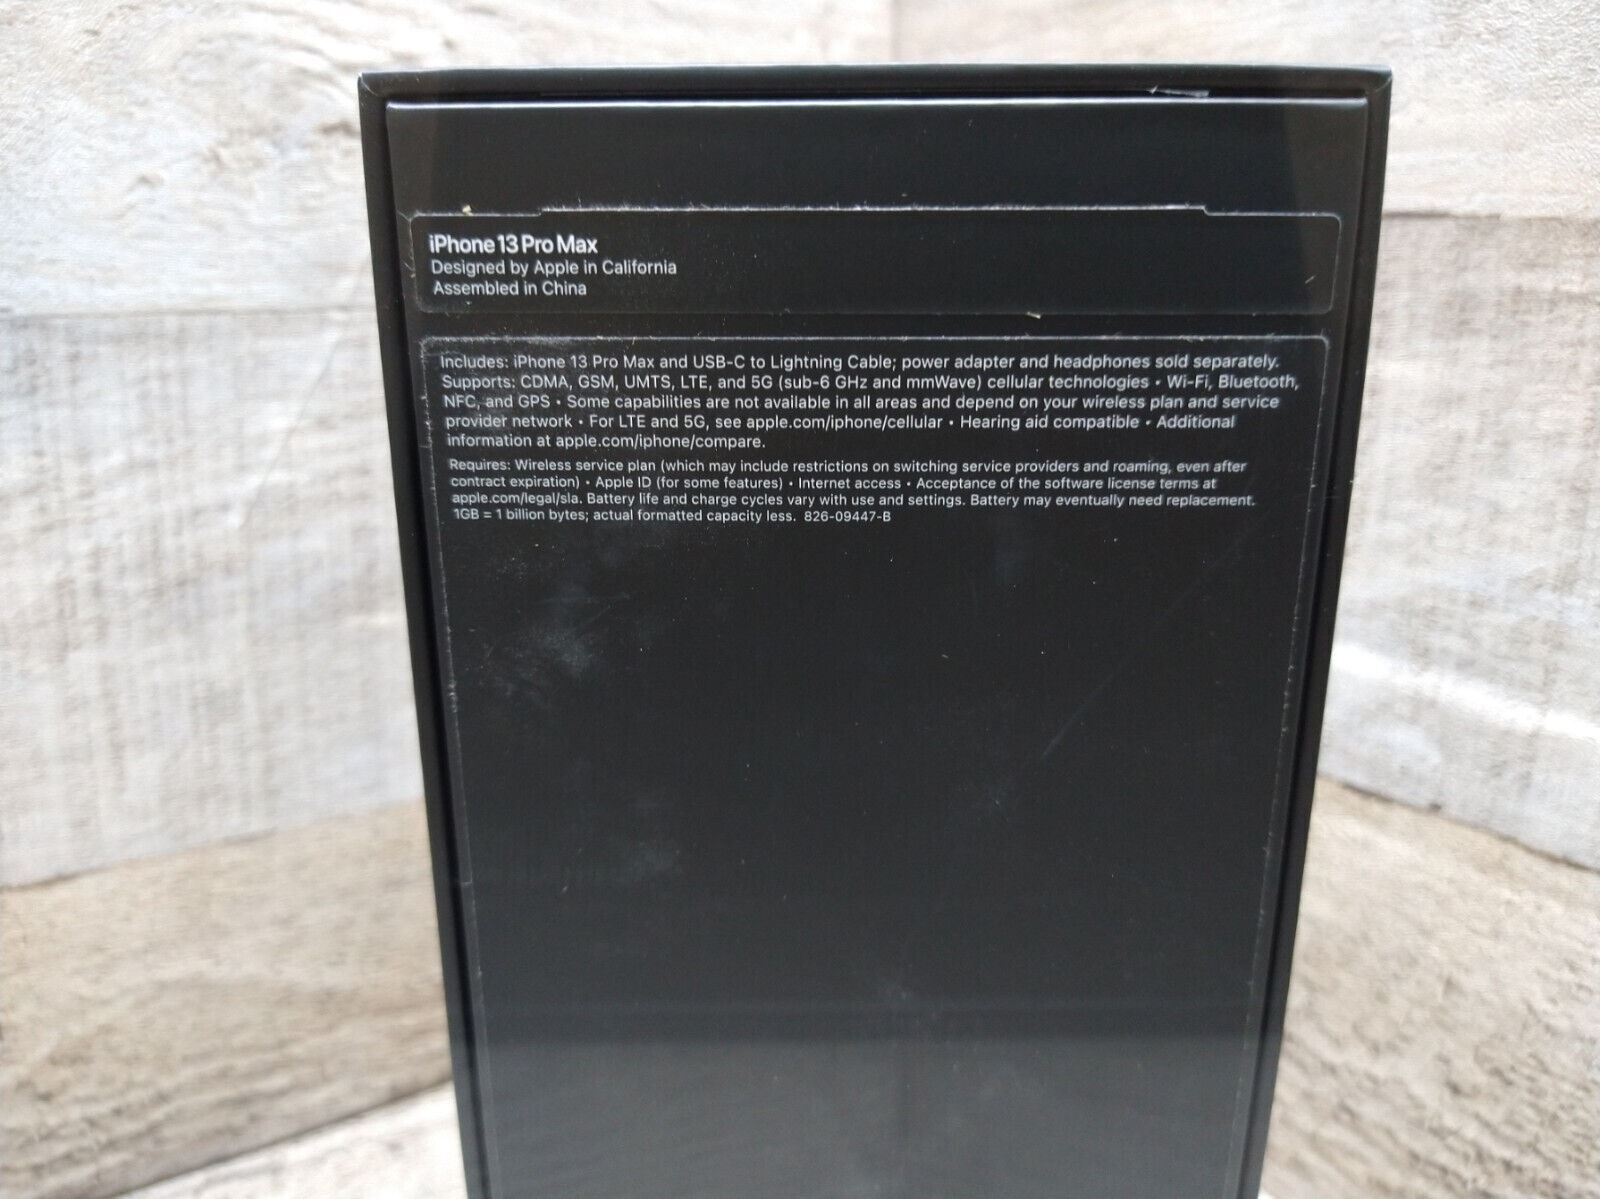 iPhone 13 Pro Max
Designed by Apple in California
Assembled in China
Includes: iPhone 13 Pro Max and USB-C to Lightning Cable; power adapter and headphones sold separately.
Supports: CDMA, GSM, UMTS, LTE, and 5G (sub-6 GHz and mmWave) cellular technologies • Wi-Fi, Bluetooth,
NFC, and GPS • Some capabilities are not available in all areas and depend on your wireless plan and service
provider network • For LTE and 5G, see apple.com/iphone/cellular • Hearing aid compatible • Additional
information at apple.com/iphone/compare.
Requires: Wireless service plan (which may include restrictions on switching service providers and roaming, even after
contract expiration) • Apple ID (for some features) • Internet access • Acceptance of the software license terms at
apple.com/legal/sla. Battery life and charge cycles vary with use and settings. Battery may eventually need replacement.
1GB = 1 billion bytes; actual formatted capacity less. 826-09447-B